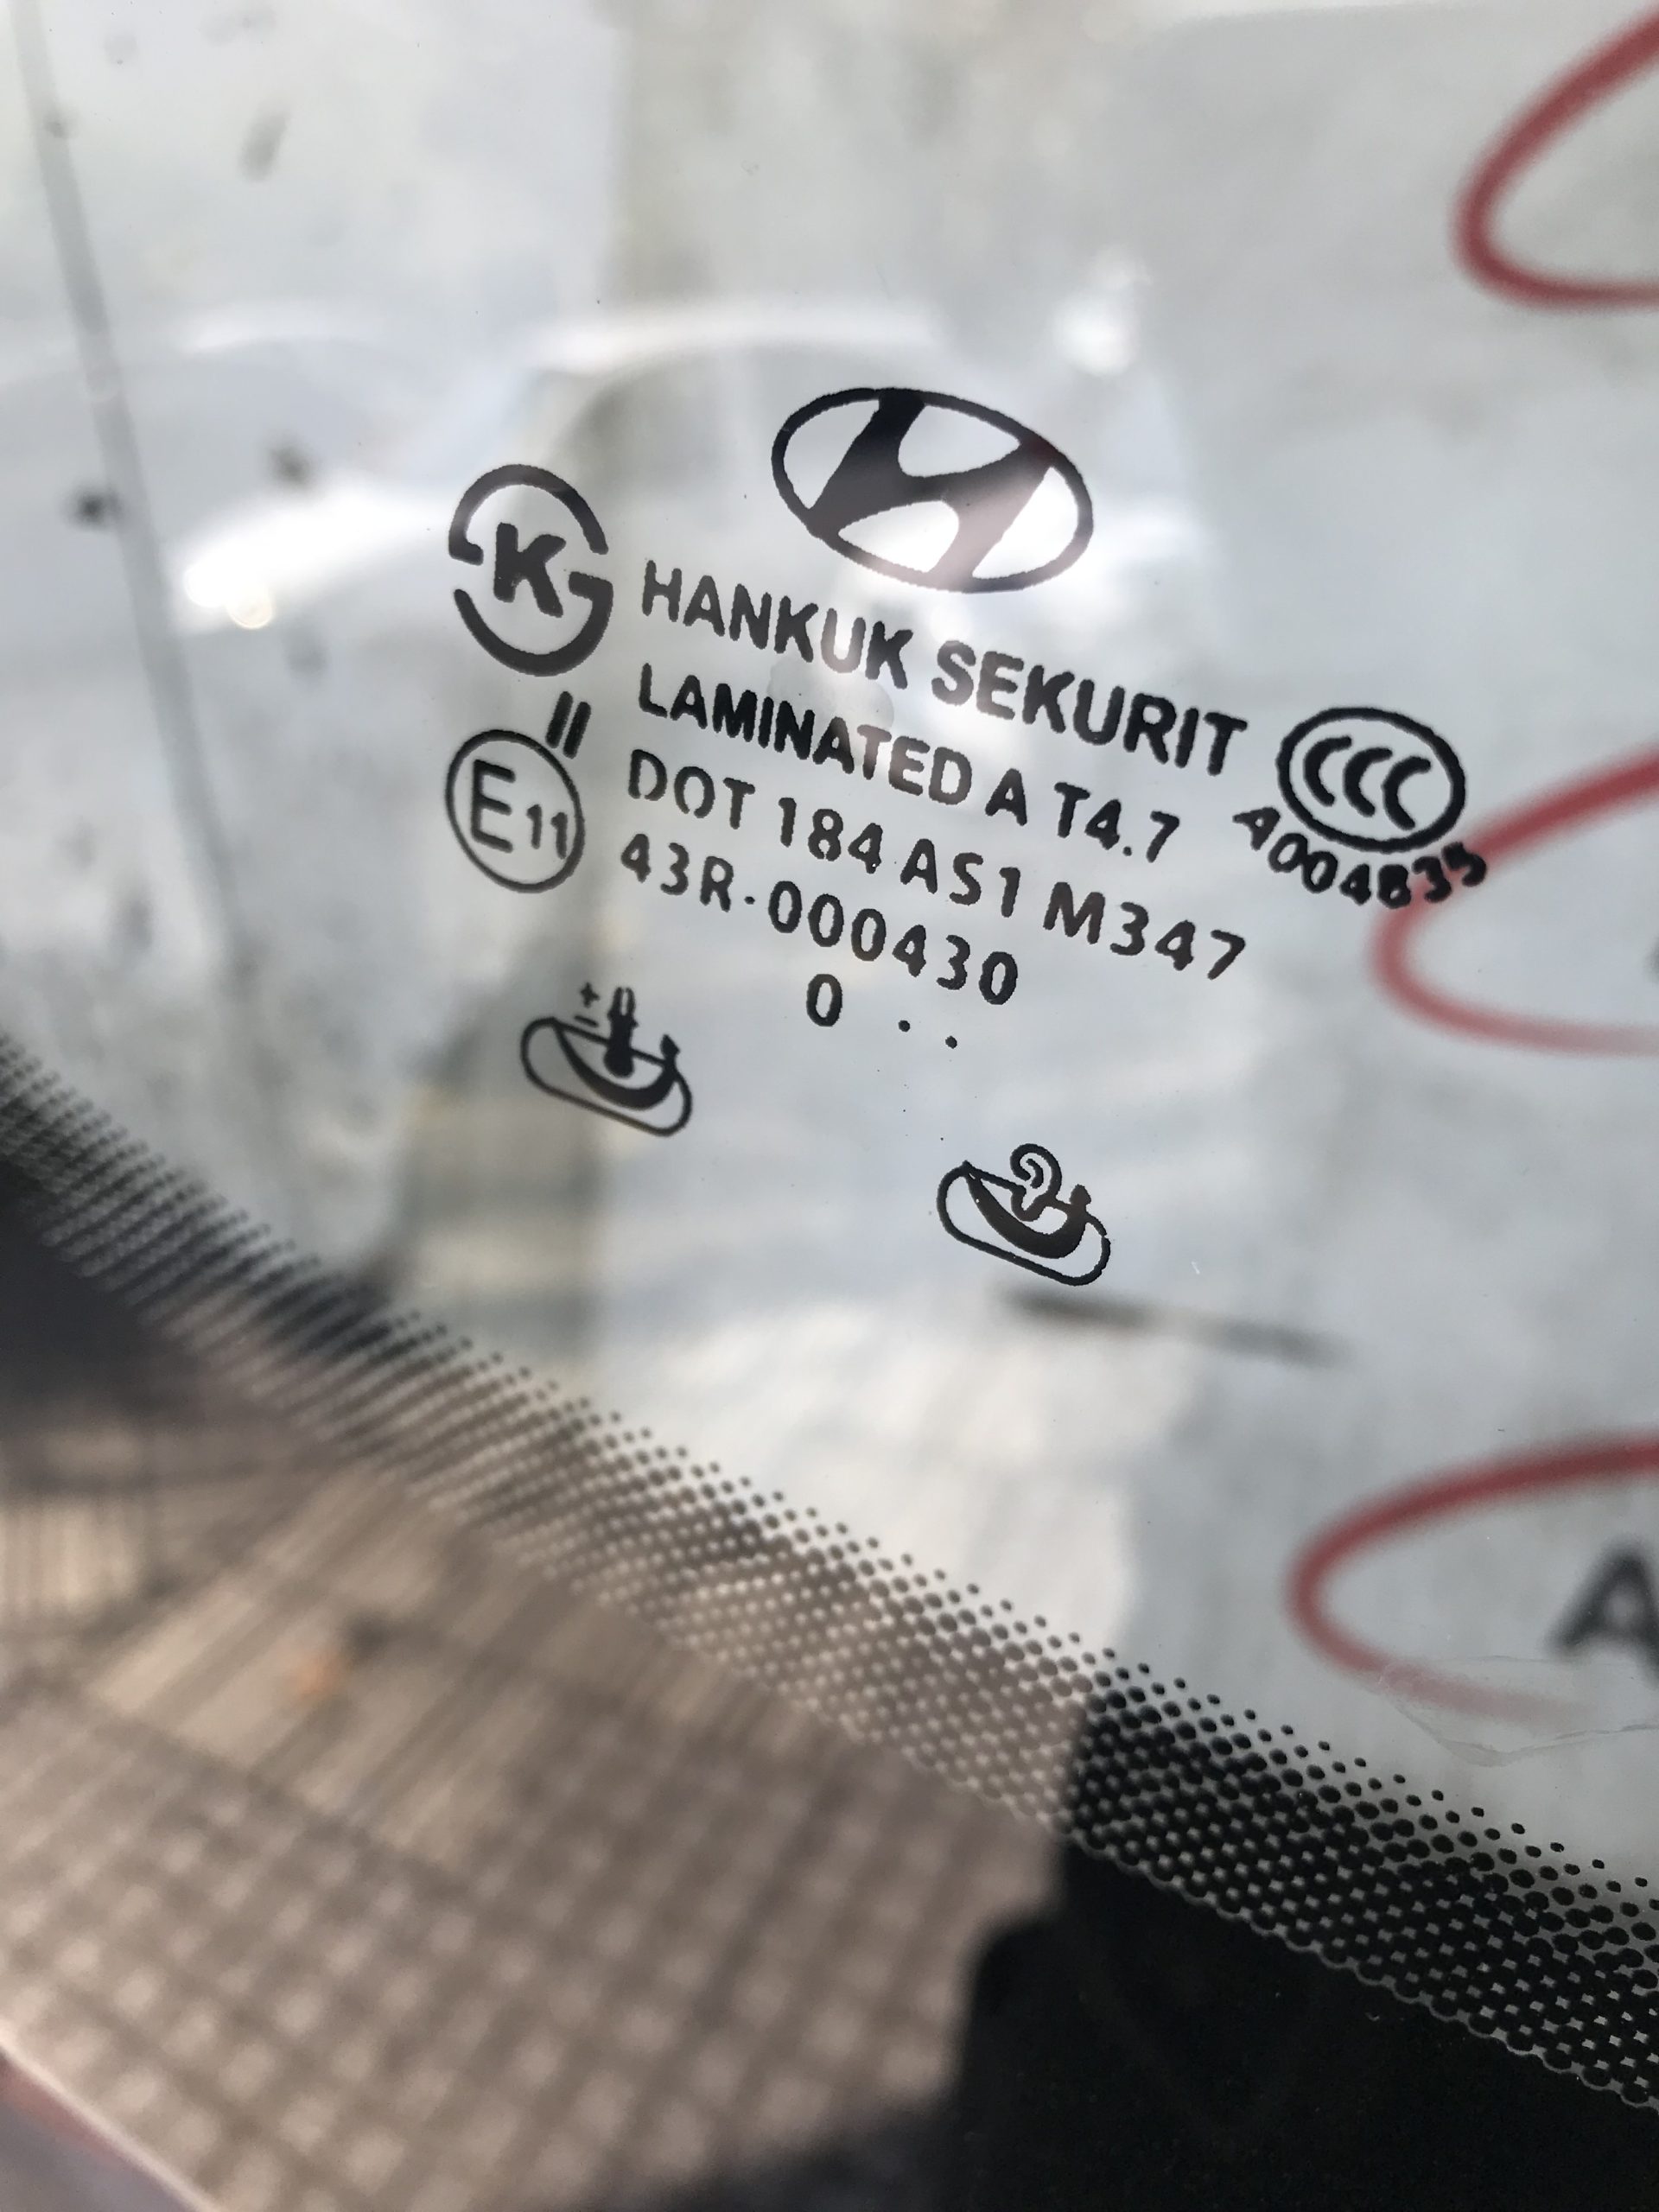 K
HANKUK SEKURIT
LAMINATED A T4.7
II
CCC
A004835
E11
DOT 184 AS1 M347
43R-000430
0 . .
+
-
A